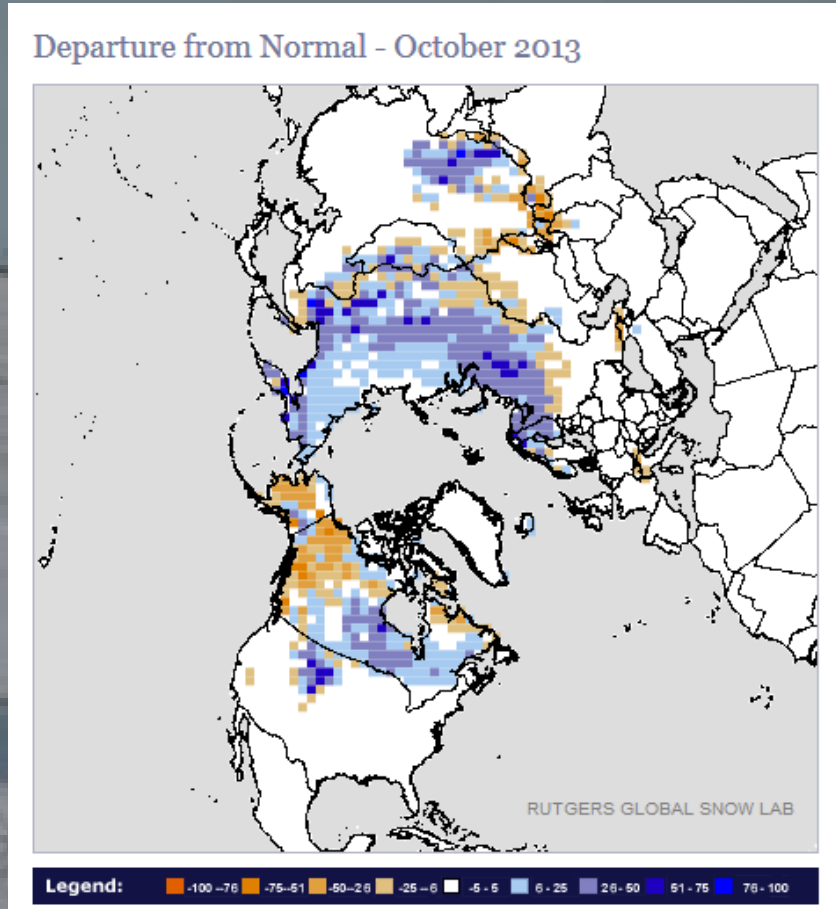 Departure from Normal - October 2013
RUTGERS GLOBAL SNOW LAB
Legend: -100 --76 -75--51 -50--26 -25 --6 -5 - 5 6 - 25 26 - 50 51 - 75 76 - 100